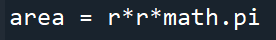 area = r*r*math.pi